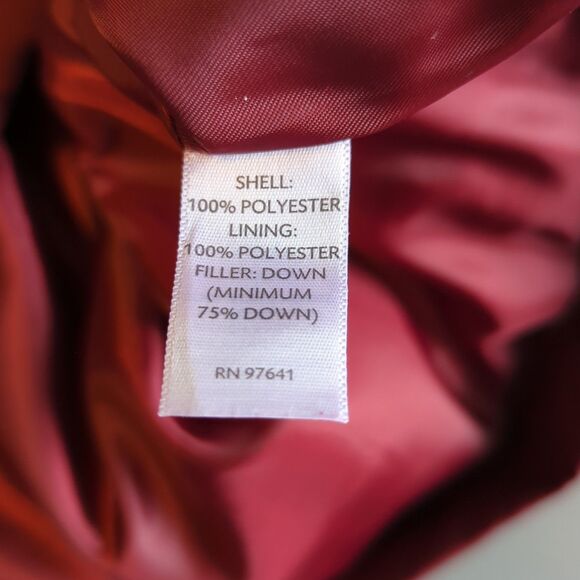 SHELL:
100% POLYESTER
LINING:
100% POLYESTER
FILLER: DOWN
(MINIMUM
75% DOWN)
RN 97641